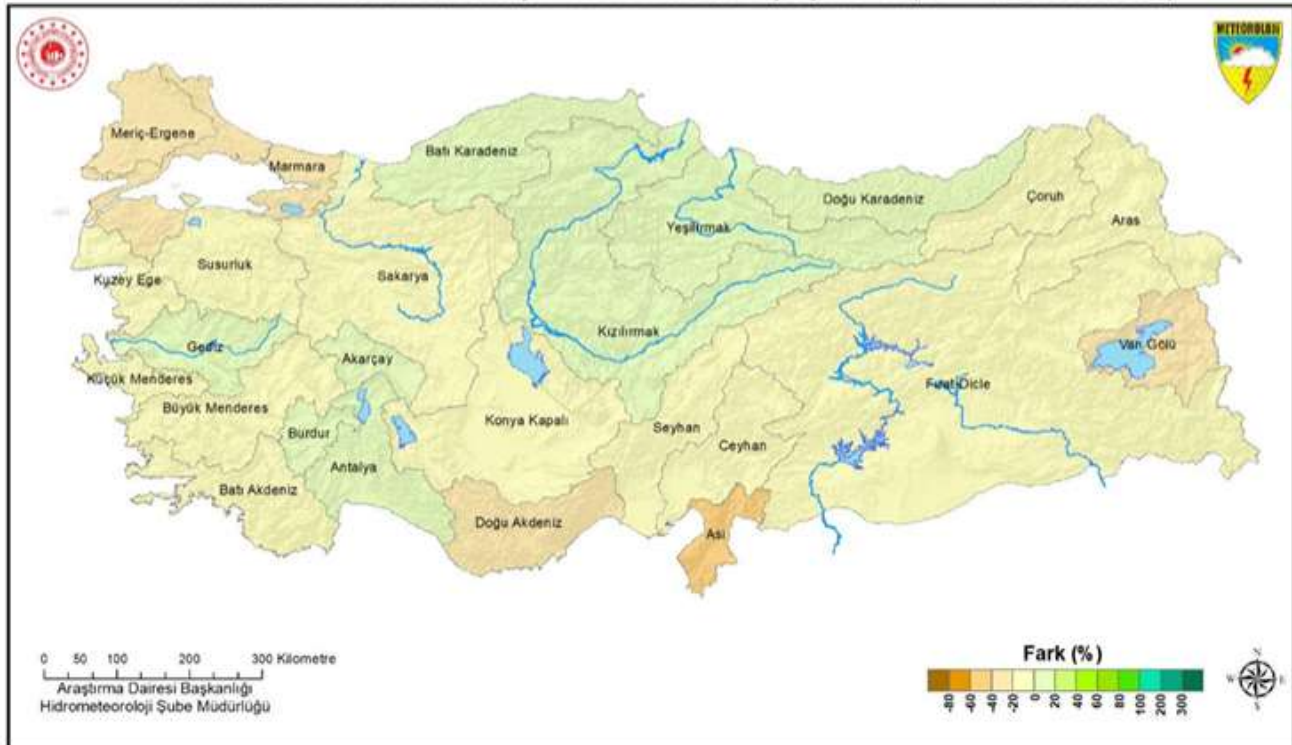 METEOROLOJİ
Meriç-Ergene
Marmara
Batı Karadeniz
Doğu Karadeniz
Çoruh
Aras
Yeşilırmak
Susurluk
Sakarya
Kuzey Ege
Kızılırmak
Gediz
Akarçay
Van Gölü
Küçük Menderes
Büyük Menderes
Fırat-Dicle
Konya Kapalı
Seyhan
Burdur
Ceyhan
Antalya
Batı Akdeniz
Doğu Akdeniz
Asi
0 50 100 200 300 Kilometre
Araştırma Dairesi Başkanlığı
Hidrometeoroloji Şube Müdürlüğü
Fark (%)
-80 -60 -40 -20 0 20 40 60 80 100 200 300
N
W E
S